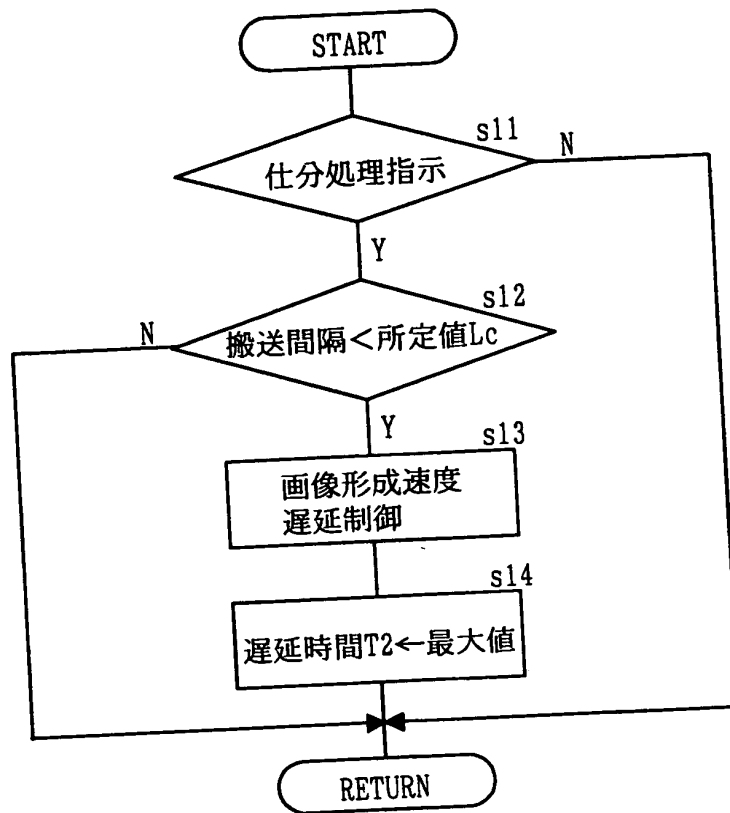 START
s11
仕分処理指示
N
Y
s12
N
搬送間隔<所定値Lc
Y
s13
画像形成速度
遅延制御
s14
遅延時間T2←最大値
RETURN